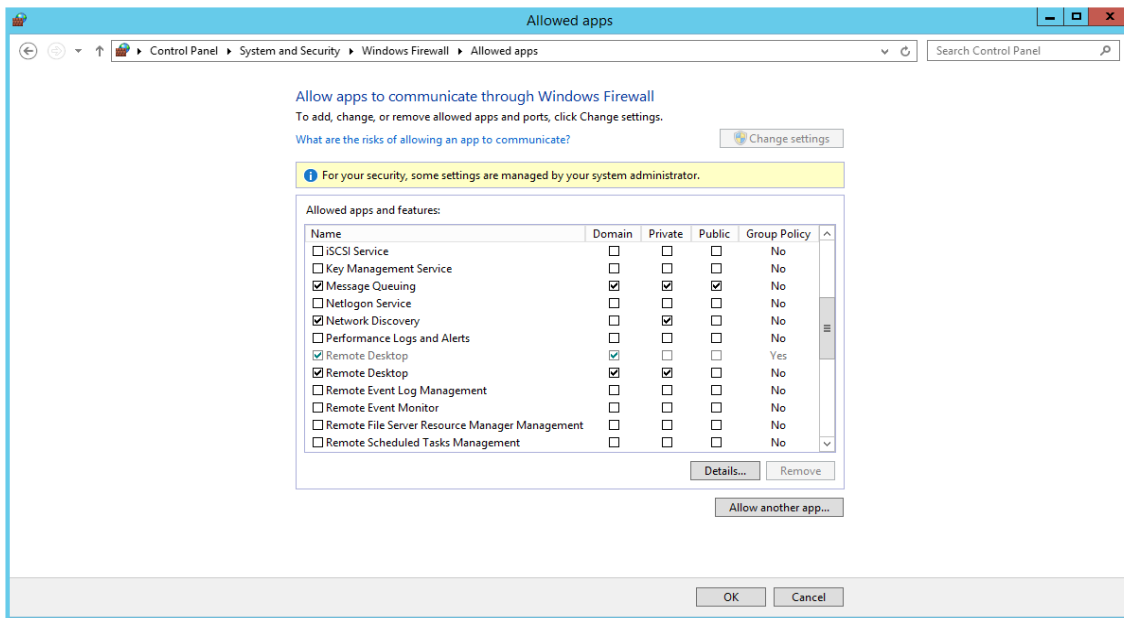 Allowed apps
Control Panel System and Security Windows Firewall Allowed apps Search Control Panel
Allow apps to communicate through Windows Firewall
To add, change, or remove allowed apps and ports, click Change settings.
What are the risks of allowing an app to communicate? Change settings
For your security, some settings are managed by your system administrator.
Allowed apps and features:
Name Domain Private Public Group Policy
iSCSI Service No
Key Management Service No
Message Queuing No
Netlogon Service No
Network Discovery No
Performance Logs and Alerts No
Remote Desktop Yes
Remote Desktop No
Remote Event Log Management No
Remote Event Monitor No
Remote File Server Resource Manager Management No
Remote Scheduled Tasks Management No
Details... Remove
Allow another app...
OK Cancel